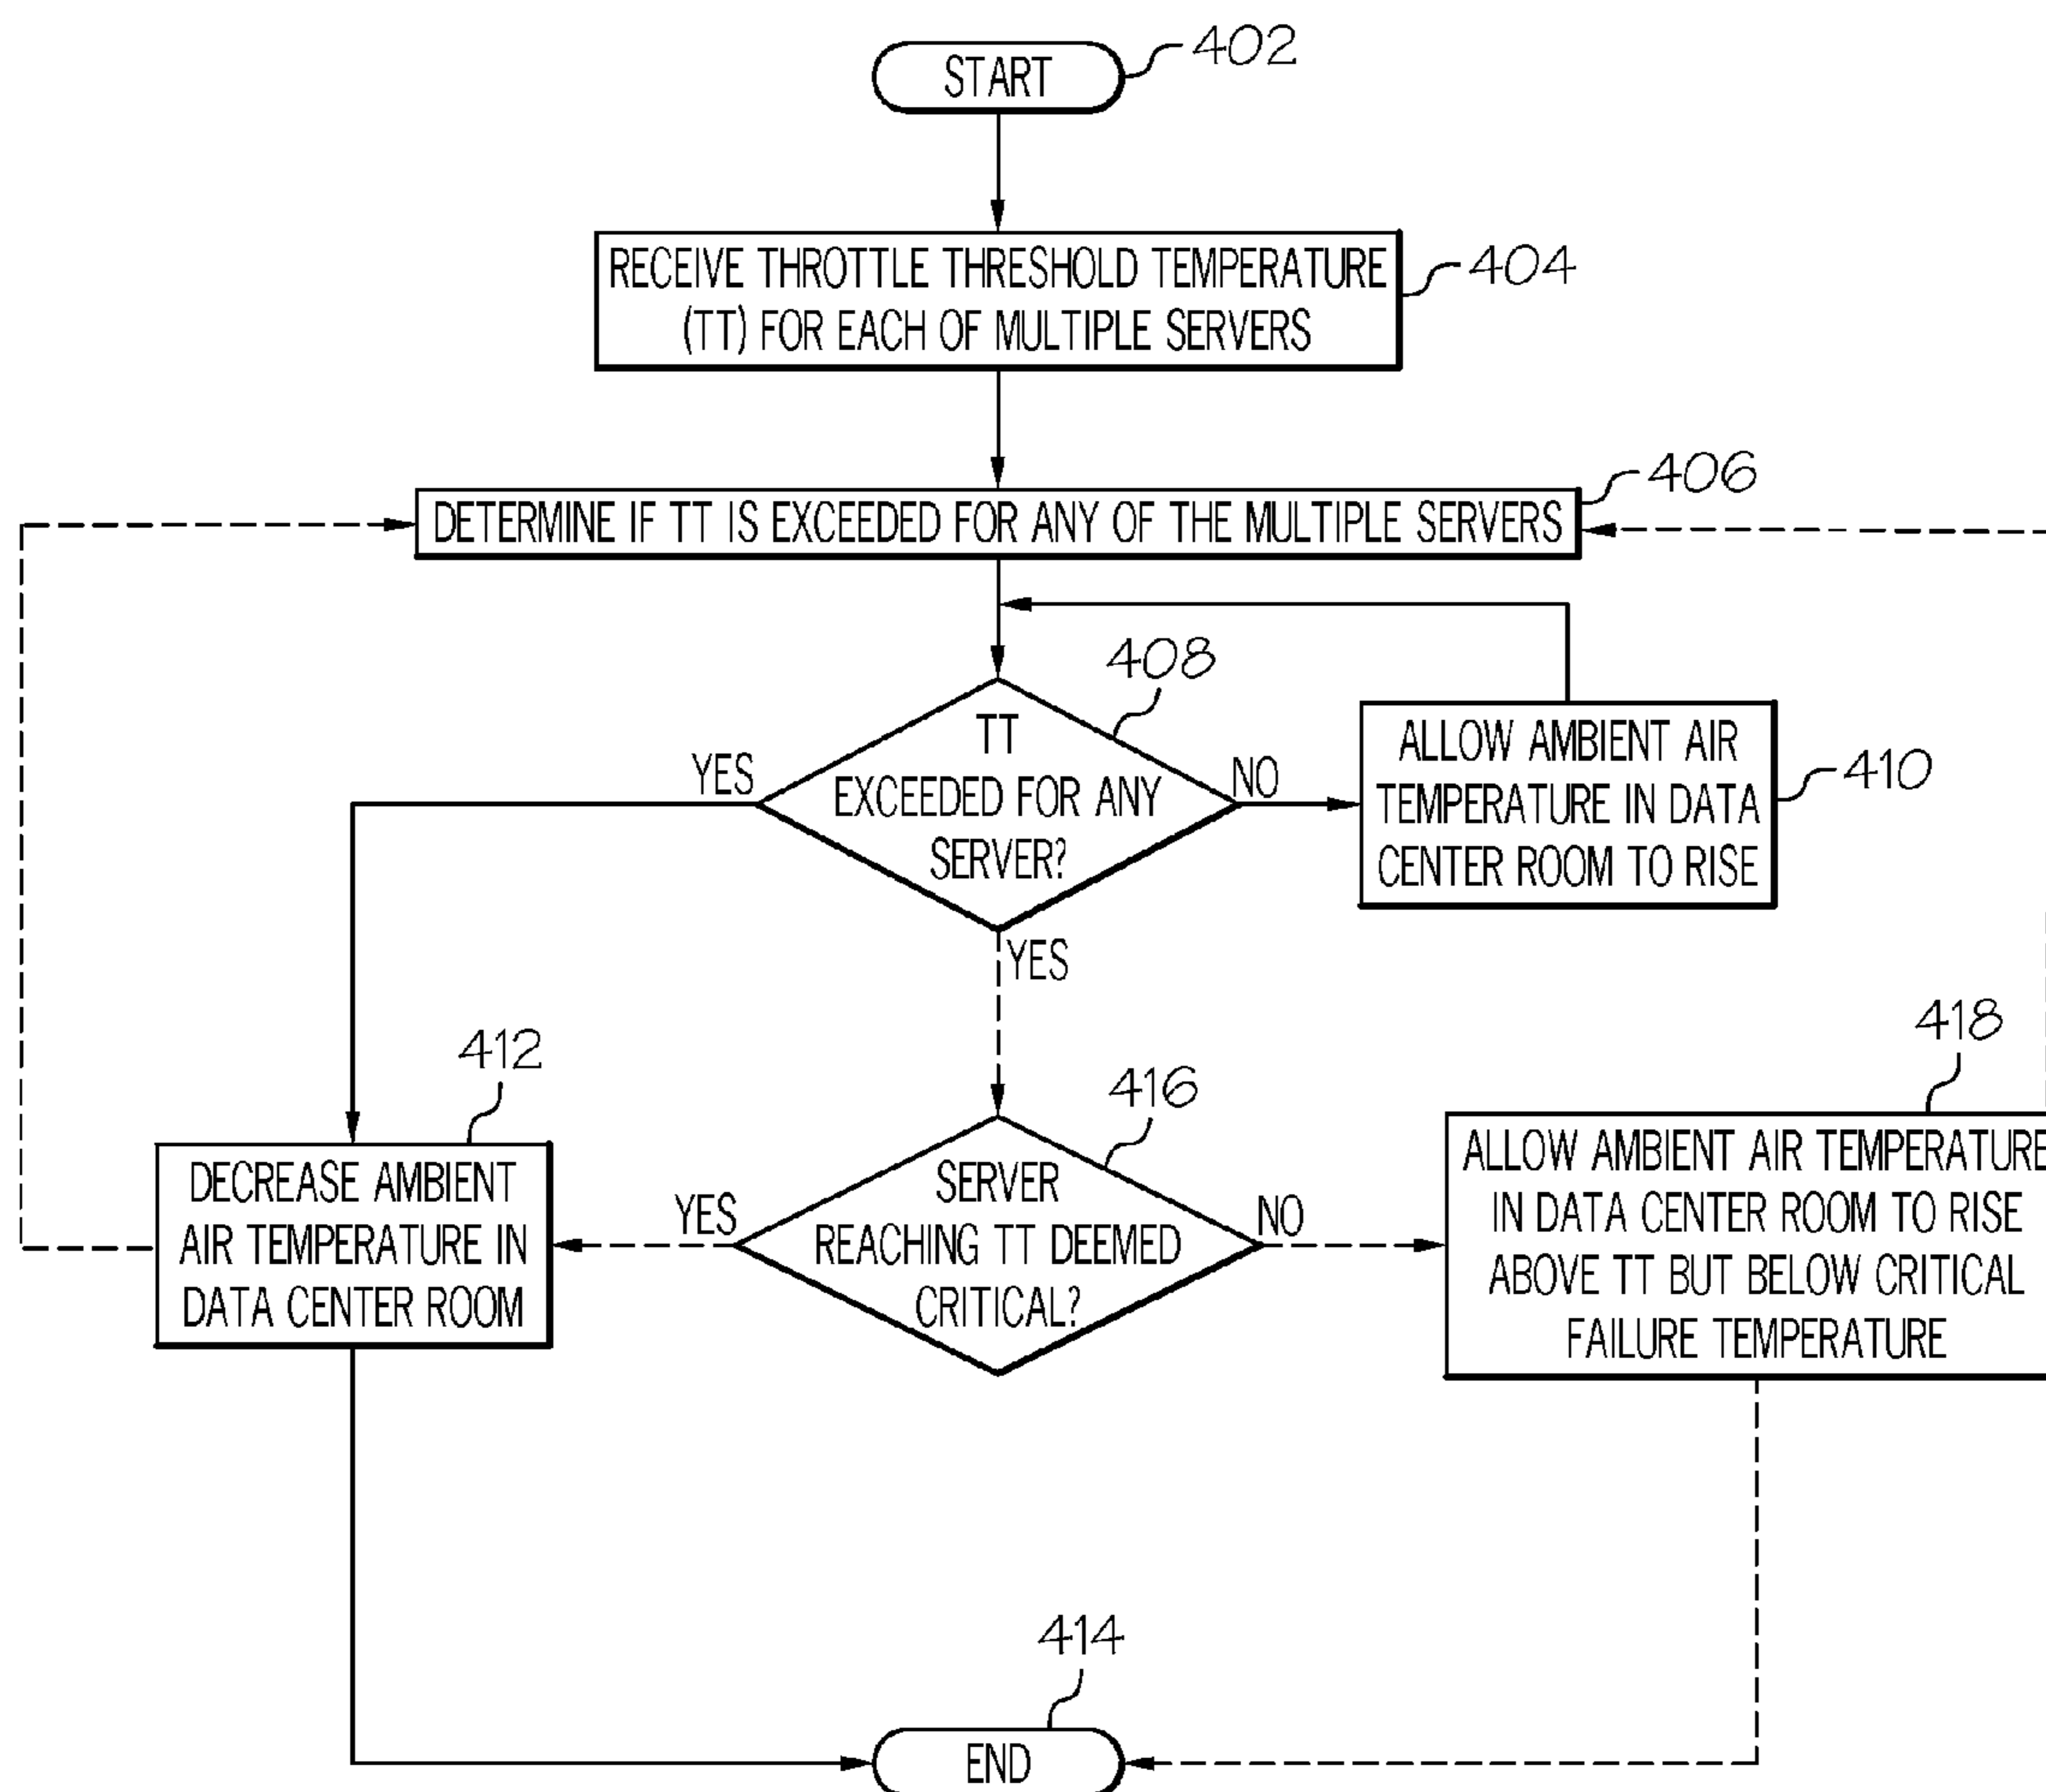 START
402
RECEIVE THROTTLE THRESHOLD TEMPERATURE
(TT) FOR EACH OF MULTIPLE SERVERS
404
DETERMINE IF TT IS EXCEEDED FOR ANY OF THE MULTIPLE SERVERS
406
408
TT
EXCEEDED FOR ANY
SERVER?
YES
NO
YES
ALLOW AMBIENT AIR
TEMPERATURE IN DATA
CENTER ROOM TO RISE
410
412
DECREASE AMBIENT
AIR TEMPERATURE IN
DATA CENTER ROOM
416
SERVER
REACHING TT DEEMED
CRITICAL?
YES
NO
418
ALLOW AMBIENT AIR TEMPERATURE
IN DATA CENTER ROOM TO RISE
ABOVE TT BUT BELOW CRITICAL
FAILURE TEMPERATURE
414
END